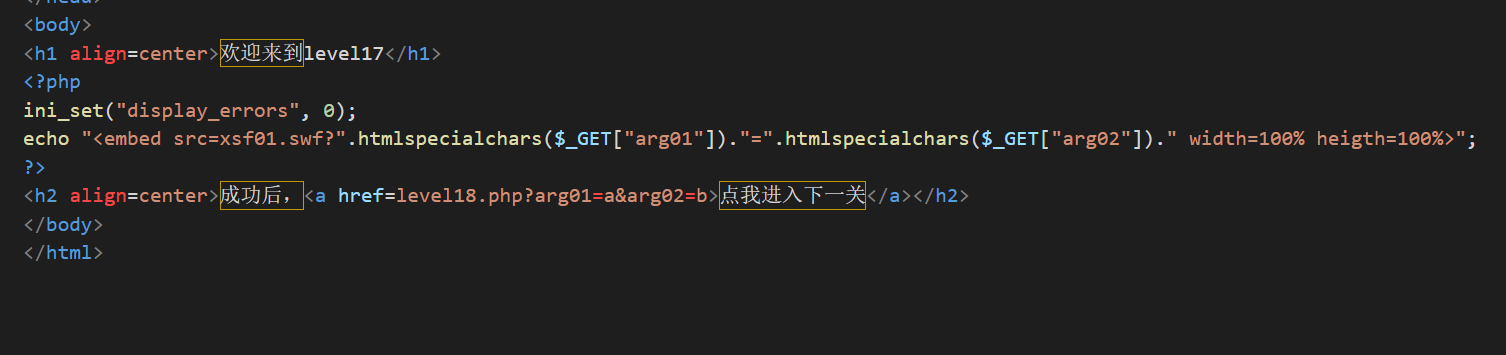 </head>
<body>
<h1 align=center>欢迎来到level17</h1>
<?php
ini_set("display_errors", 0);
echo "<embed src=xsf01.swf?".htmlspecialchars($_GET["arg01"])."=".htmlspecialchars($_GET["arg02"])." width=100% heigth=100%>";
?>
<h2 align=center>成功后，<a href=level18.php?arg01=a&arg02=b>点我进入下一关</a></h2>
</body>
</html>